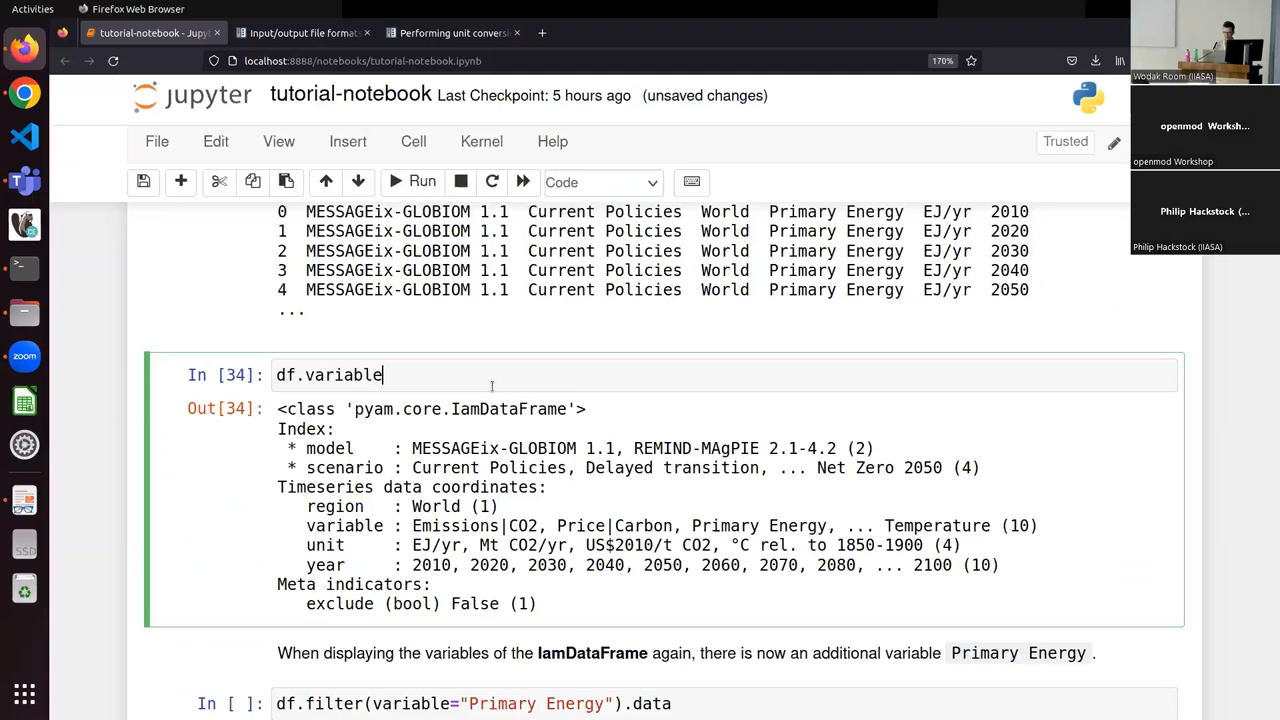 Activities
Firefox Web Browser
tutorial-notebook - Jupyt
Input/output file formats
Performing unit conversi
localhost:8888/notebooks/tutorial-notebook.ipynb
170%
jupyter tutorial-notebook Last Checkpoint: 5 hours ago (unsaved changes)
File Edit View Insert Cell Kernel Help
Trusted
Run
Code
0 MESSAGEix-GLOBIOM 1.1 Current Policies World Primary Energy EJ/yr 2010
1 MESSAGEix-GLOBIOM 1.1 Current Policies World Primary Energy EJ/yr 2020
2 MESSAGEix-GLOBIOM 1.1 Current Policies World Primary Energy EJ/yr 2030
3 MESSAGEix-GLOBIOM 1.1 Current Policies World Primary Energy EJ/yr 2040
4 MESSAGEix-GLOBIOM 1.1 Current Policies World Primary Energy EJ/yr 2050
...
In [34]: df.variable
Out[34]: <class 'pyam.core.IamDataFrame'>
Index:
* model : MESSAGEix-GLOBIOM 1.1, REMIND-MAgPIE 2.1-4.2 (2)
* scenario : Current Policies, Delayed transition, ... Net Zero 2050 (4)
Timeseries data coordinates:
region : World (1)
variable : Emissions|CO2, Price|Carbon, Primary Energy, ... Temperature (10)
unit : EJ/yr, Mt CO2/yr, US$2010/t CO2, °C rel. to 1850-1900 (4)
year : 2010, 2020, 2030, 2040, 2050, 2060, 2070, 2080, ... 2100 (10)
Meta indicators:
exclude (bool) False (1)
When displaying the variables of the IamDataFrame again, there is now an additional variable Primary Energy .
In [ ]: df.filter(variable="Primary Energy").data
Wodak Room (IIASA)
openmod Worksh...
openmod Workshop
Philip Hackstock (...
Philip Hackstock (IIASA)
zoom
SSD